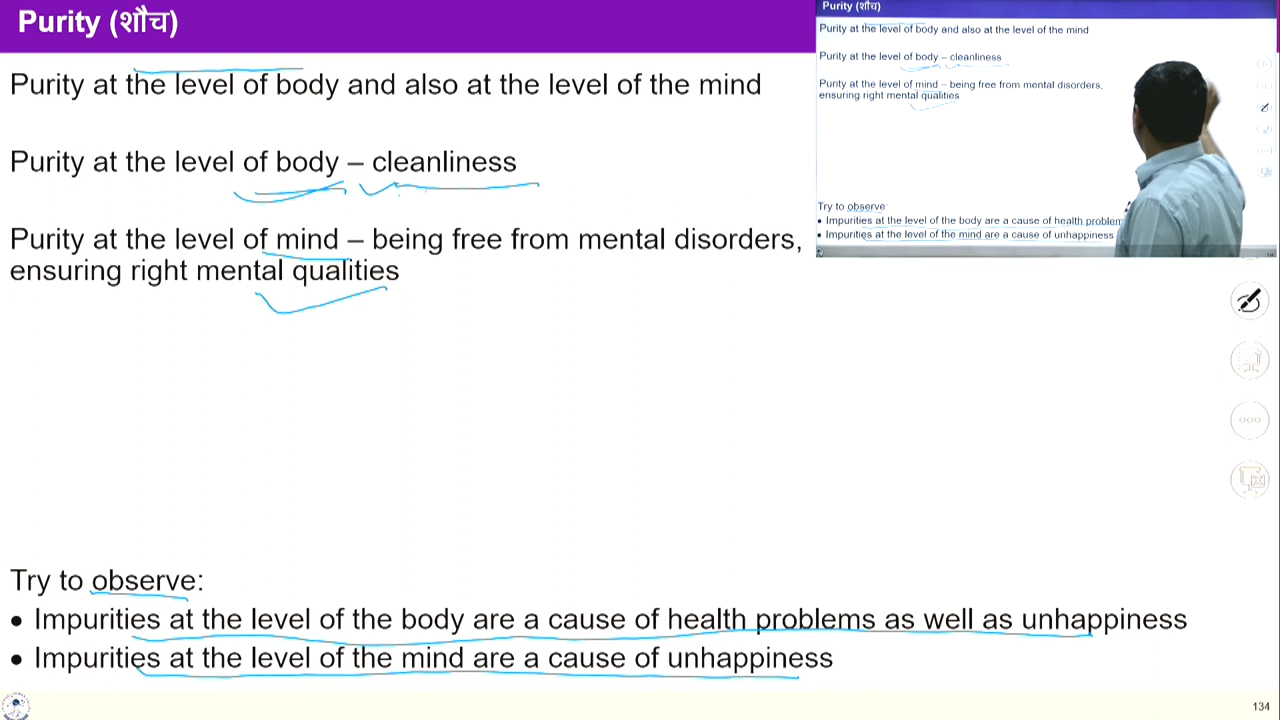 Purity (शौच)
Purity at the level of body and also at the level of the mind
Purity at the level of body – cleanliness
Purity at the level of mind – being free from mental disorders,
ensuring right mental qualities
Try to observe:
• Impurities at the level of the body are a cause of health problems as well as unhappiness
• Impurities at the level of the mind are a cause of unhappiness
134
Purity (शौच)
Purity at the level of body and also at the level of the mind
Purity at the level of body – cleanliness
Purity at the level of mind – being free from mental disorders,
ensuring right mental qualities
Try to observe:
• Impurities at the level of the body are a cause of health problem
• Impurities at the level of the mind are a cause of unhappiness